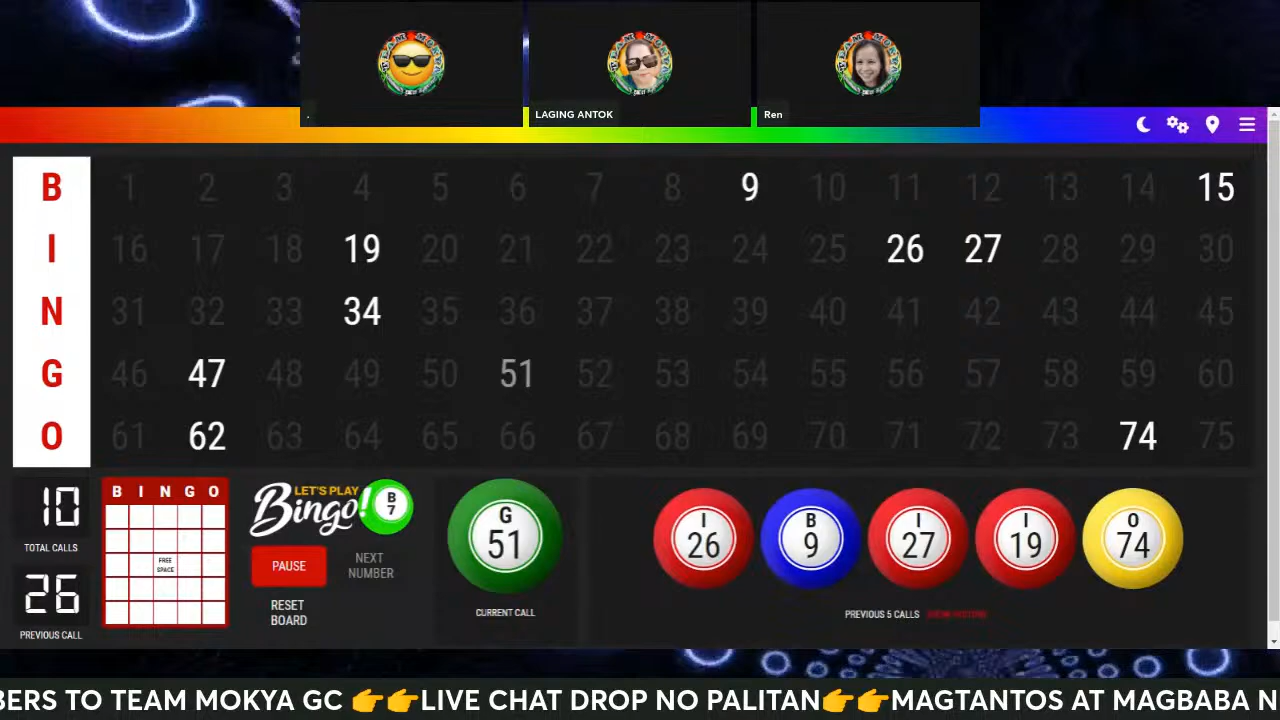 .
LAGING ANTOK
Ren
B 1 2 3 4 5 6 7 8 9 10 11 12 13 14 15
I 16 17 18 19 20 21 22 23 24 25 26 27 28 29 30
N 31 32 33 34 35 36 37 38 39 40 41 42 43 44 45
G 46 47 48 49 50 51 52 53 54 55 56 57 58 59 60
O 61 62 63 64 65 66 67 68 69 70 71 72 73 74 75
10
TOTAL CALLS
26
PREVIOUS CALL
B I N G O
FREE
SPACE
LET'S PLAY
Bingo!
B
7
PAUSE
NEXT
NUMBER
RESET
BOARD
G
51
CURRENT CALL
I
26
B
9
I
27
I
19
O
74
PREVIOUS 5 CALLS
BERS TO TEAM MOKYA GC 👉👉LIVE CHAT DROP NO PALITAN👉👉MAGTANTOS AT MAGBABA N